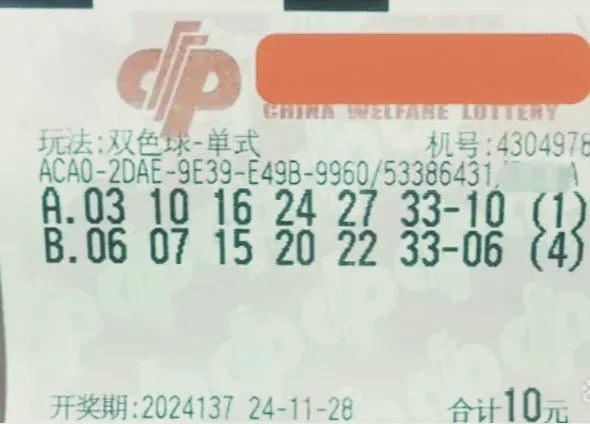 CHINA WELFARE LOTTERY
玩法:双色球-单式 机号:4304978
ACA0-2DAE-9E39-E49B-9960/53386431/
A.03 10 16 24 27 33-10 (1)
B.06 07 15 20 22 33-06 (4)
开奖期:2024137 24-11-28 合计10元